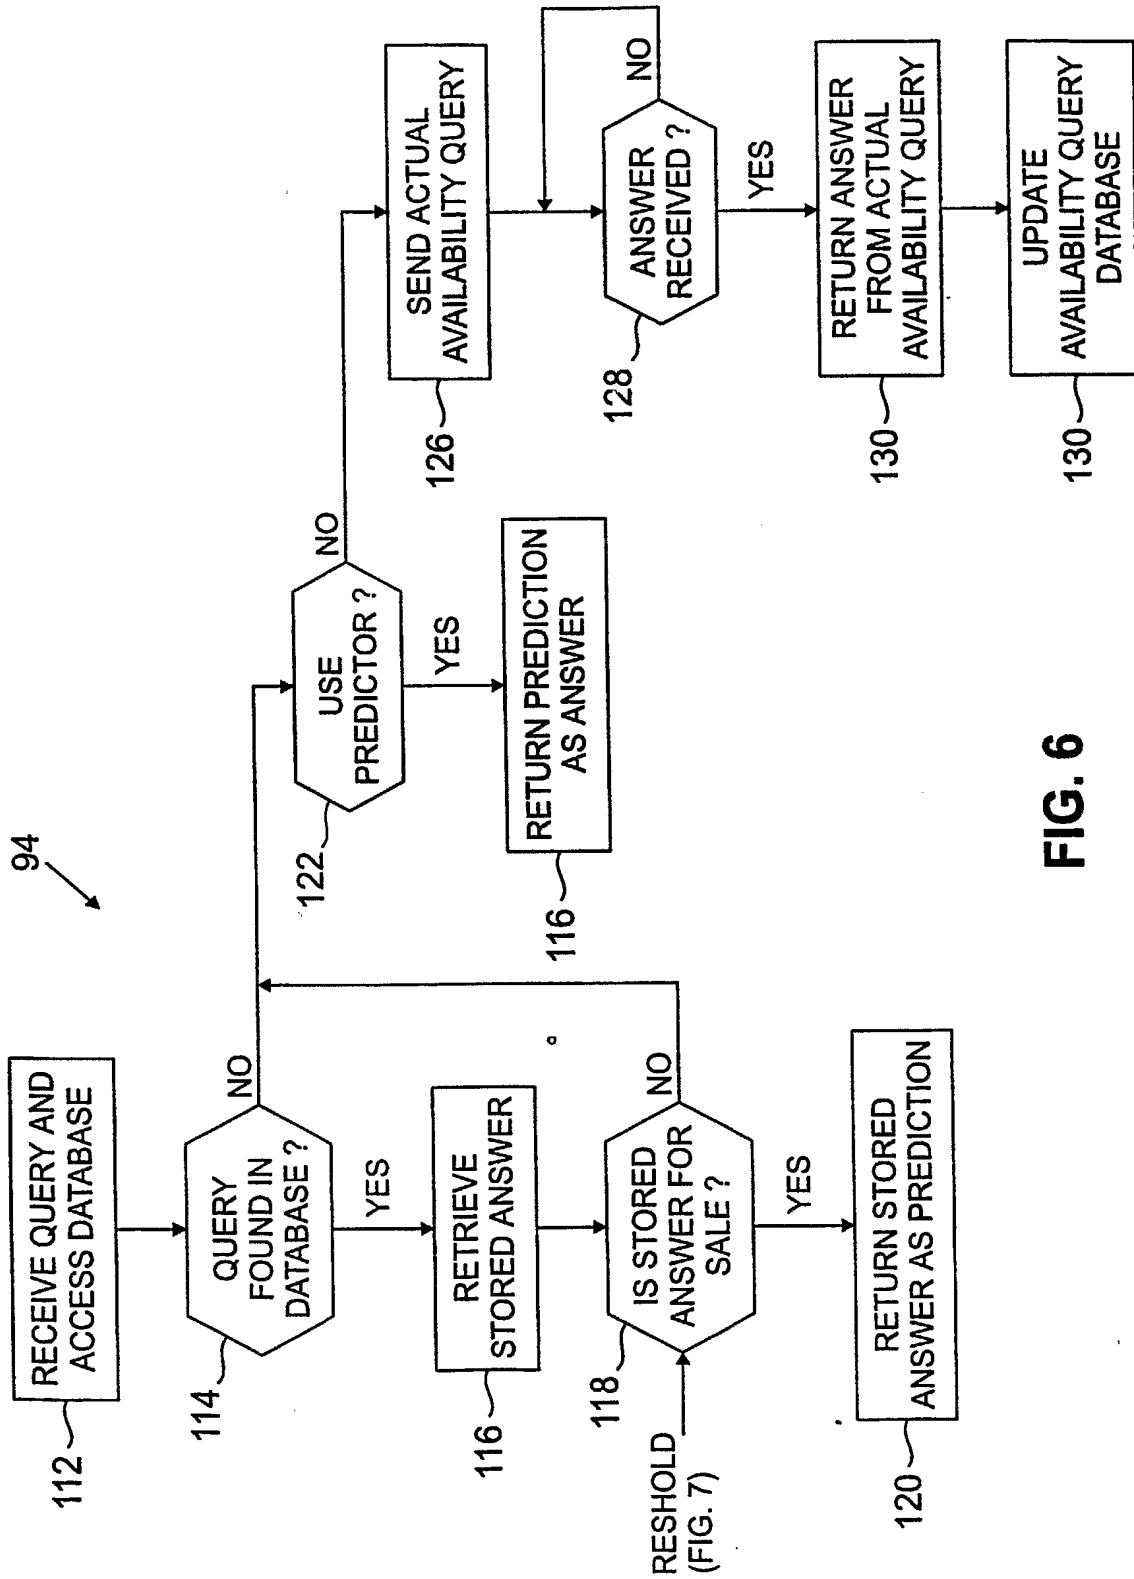 94
RECEIVE QUERY AND
ACCESS DATABASE
112
QUERY
FOUND IN
DATABASE ?
114
NO
YES
RETRIEVE
STORED ANSWER
116
IS STORED
ANSWER FOR
SALE ?
118
NO
RESHOLD
(FIG. 7)
YES
RETURN STORED
ANSWER AS PREDICTION
120
USE
PREDICTOR ?
122
NO
YES
RETURN PREDICTION
AS ANSWER
116
SEND ACTUAL
AVAILABILITY QUERY
126
ANSWER
RECEIVED ?
128
NO
YES
RETURN ANSWER
FROM ACTUAL
AVAILABILITY QUERY
130
UPDATE
AVAILABILITY QUERY
DATABASE
130
FIG. 6